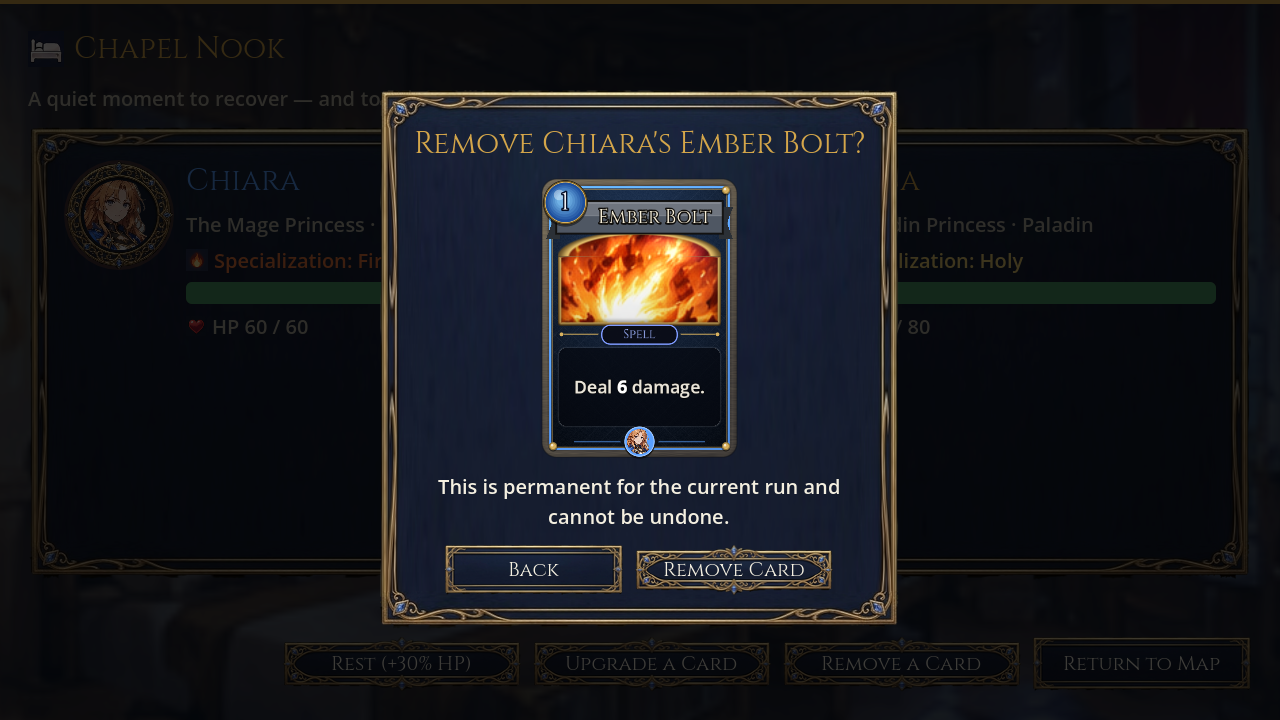 Chapel Nook
A quiet moment to recover — and to
Remove Chiara's Ember Bolt?
1
Ember Bolt
Spell
Deal 6 damage.
This is permanent for the current run and
cannot be undone.
Back
Remove Card
Chiara
The Mage Princess ·
Specialization: Fir
HP 60 / 60
A
din Princess · Paladin
lization: Holy
/ 80
Rest (+30% HP)
Upgrade a Card
Remove a Card
Return to Map